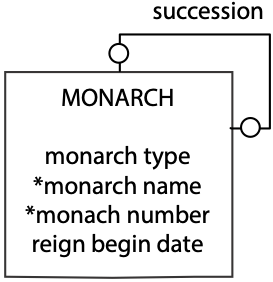 succession
MONARCH
monarch type
*monarch name
*monach number
reign begin date